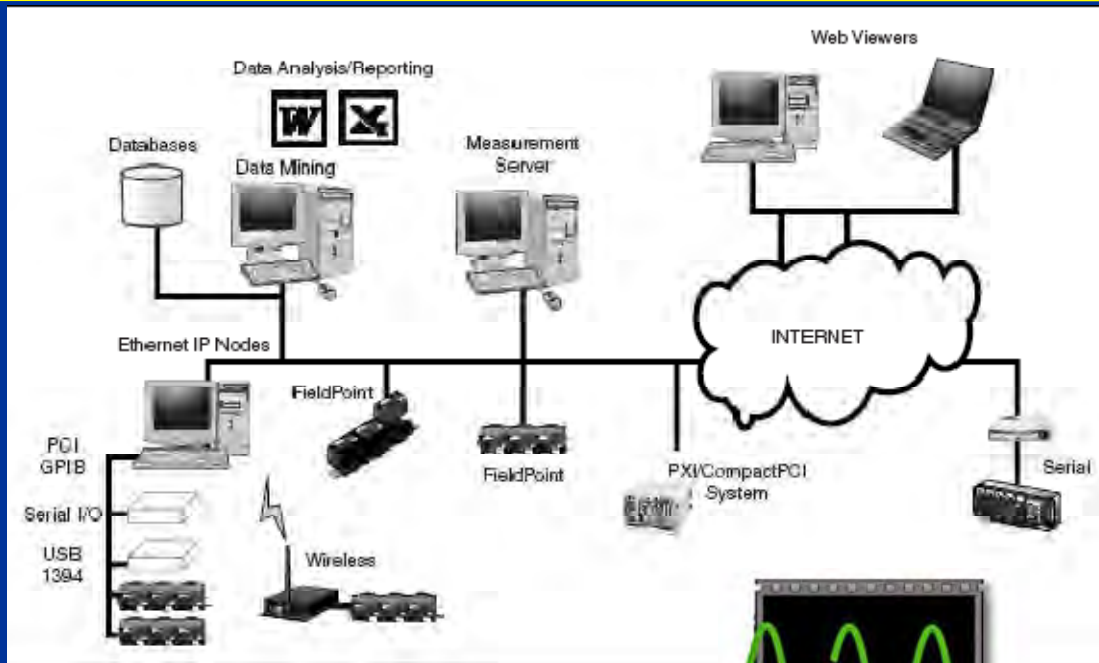 Web Viewers
Data Analysis/Reporting
W X
Databases
Data Mining
Measurement
Server
INTERNET
Ethernet IP Nodes
FieldPoint
PCI
GPIB
FieldPoint
PXI/CompactPCI
System
Serial
Serial I/O
USB
1394
Wireless